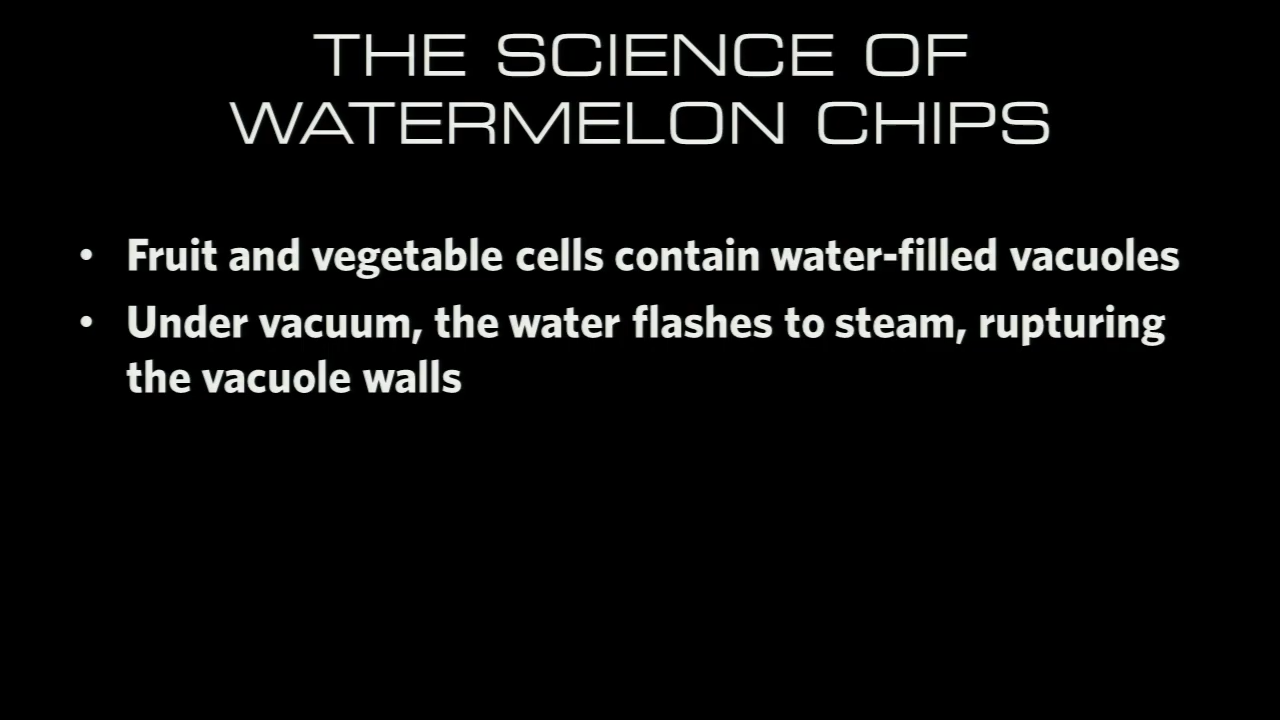 THE SCIENCE OF
WATERMELON CHIPS
• Fruit and vegetable cells contain water-filled vacuoles
• Under vacuum, the water flashes to steam, rupturing
the vacuole walls